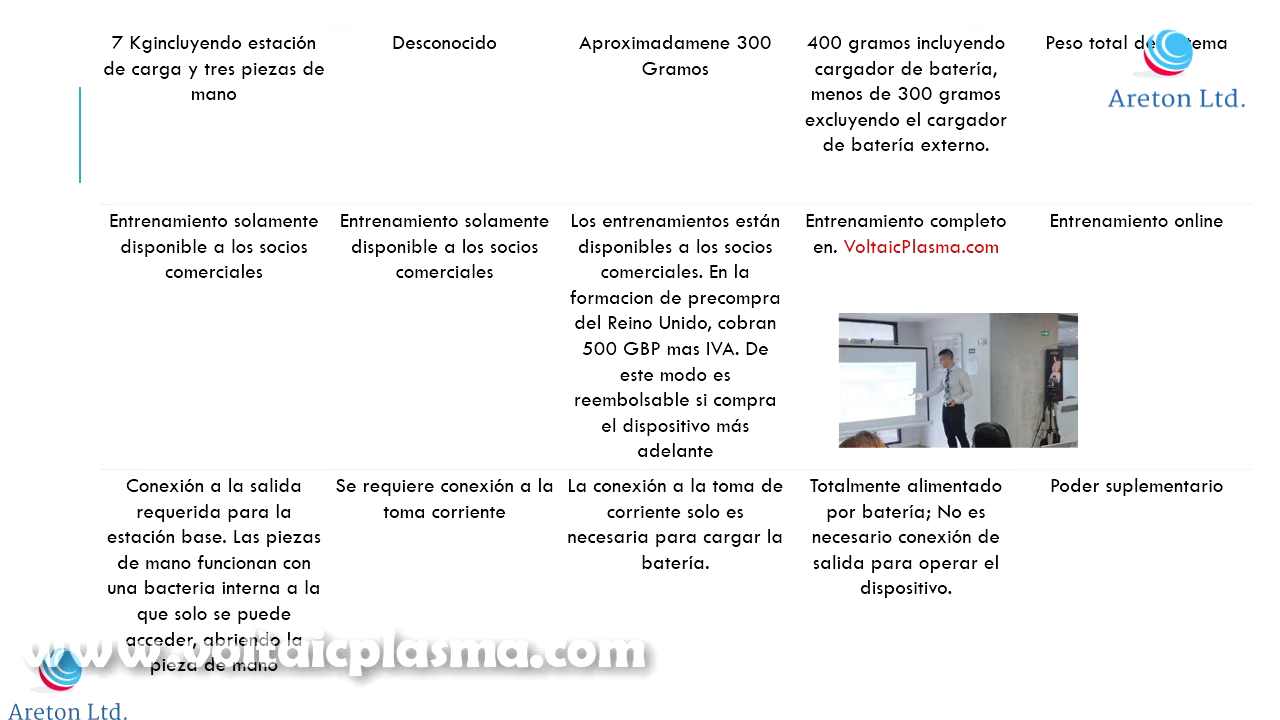 7 Kgincluyendo estación
de carga y tres piezas de
mano
Desconocido
Aproximadamene 300
Gramos
400 gramos incluyendo
cargador de batería,
menos de 300 gramos
excluyendo el cargador
de batería externo.
Peso total de
Areton Ltd.
Entrenamiento solamente
disponible a los socios
comerciales
Entrenamiento solamente
disponible a los socios
comerciales
Los entrenamientos están
disponibles a los socios
comerciales. En la
formacion de precompra
del Reino Unido, cobran
500 GBP mas IVA. De
este modo es
reembolsable si compra
el dispositivo más
adelante
Entrenamiento completo
en. VoltaicPlasma.com
Entrenamiento online
Conexión a la salida
requerida para la
estación base. Las piezas
de mano funcionan con
una bacteria interna a la
que solo se puede
acceder, abriendo la
pieza de mano
Se requiere conexión a la
toma corriente
La conexión a la toma de
corriente solo es
necesaria para cargar la
batería.
Totalmente alimentado
por batería; No es
necesario conexión de
salida para operar el
dispositivo.
Poder suplementario
www.voltaicplasma.com
Areton Ltd.